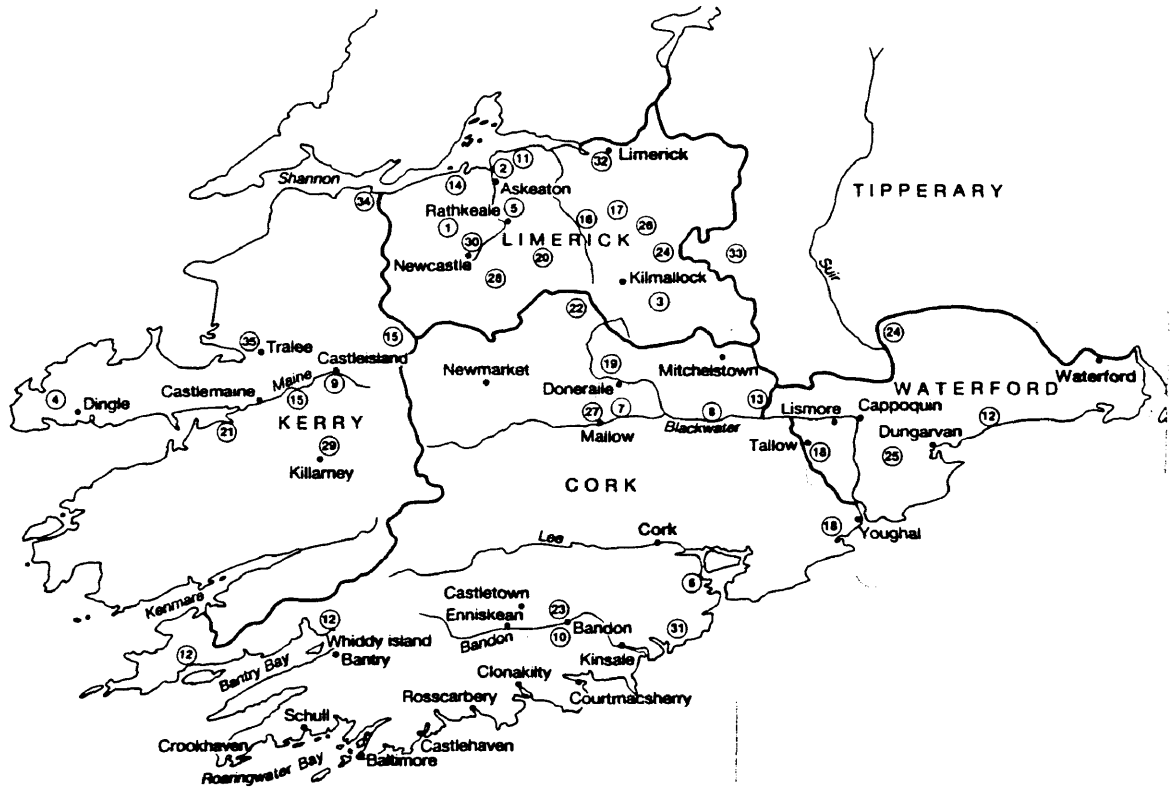 32
Limerick
11
2
Shannon
14
Askeaton
TIPPERARY
34
Rathkeale
5
16
17
1
26
30
LIMERICK
24
33
Newcastle
20
Suir
28
Kilmallock
3
22
24
15
35
Tralee
Castleisland
19
Mitchelstown
Newmarket
Waterford
Maine
9
Doneraile
WATERFORD
Castlemaine
15
13
4
Dingle
27
7
8
Lismore
Cappoquin
12
KERRY
Mallow
Blackwater
21
Dungarvan
29
Tallow
18
25
Killarney
CORK
18
Youghal
Lee
Cork
6
Kenmare
Castletown
23
12
Enniskean
Bandon
31
Whiddy island
Bandon
10
12
Bantry Bay
Bantry
Kinsale
Clonakilty
Courtmacsherry
Rosscarbery
Schull
Crookhaven
Castlehaven
Roaringwater Bay
Baltimore